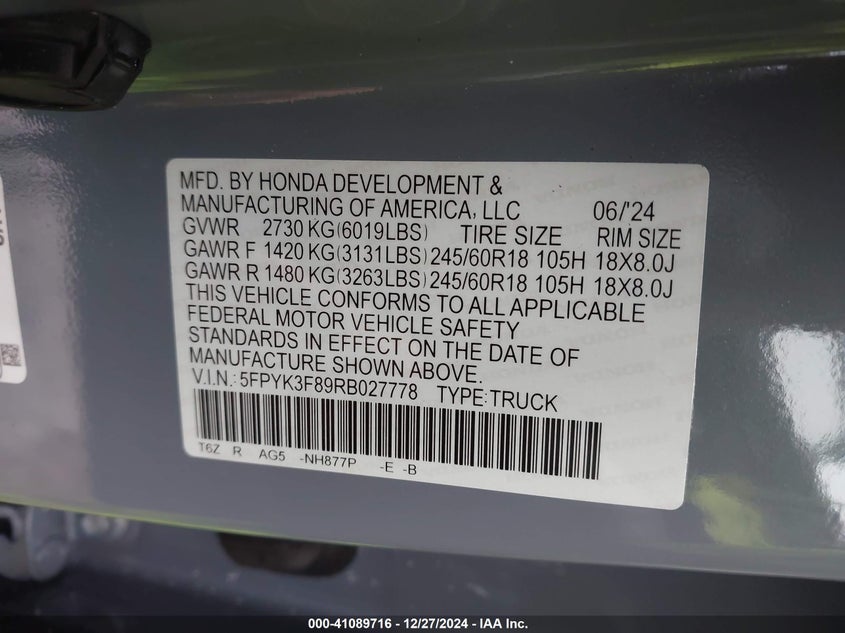 MFD. BY HONDA DEVELOPMENT &
MANUFACTURING OF AMERICA, LLC 06/'24
GVWR 2730 KG(6019LBS) TIRE SIZE RIM SIZE
GAWR F 1420 KG(3131LBS) 245/60R18 105H 18X8.0J
GAWR R 1480 KG(3263LBS) 245/60R18 105H 18X8.0J
THIS VEHICLE CONFORMS TO ALL APPLICABLE
FEDERAL MOTOR VEHICLE SAFETY
STANDARDS IN EFFECT ON THE DATE OF
MANUFACTURE SHOWN ABOVE.
V.I.N.: 5FPYK3F89RB027778 TYPE:TRUCK
T6Z R AG5 -NH877P -E -B
000-41089716 – 12/27/2024 – IAA, Inc.